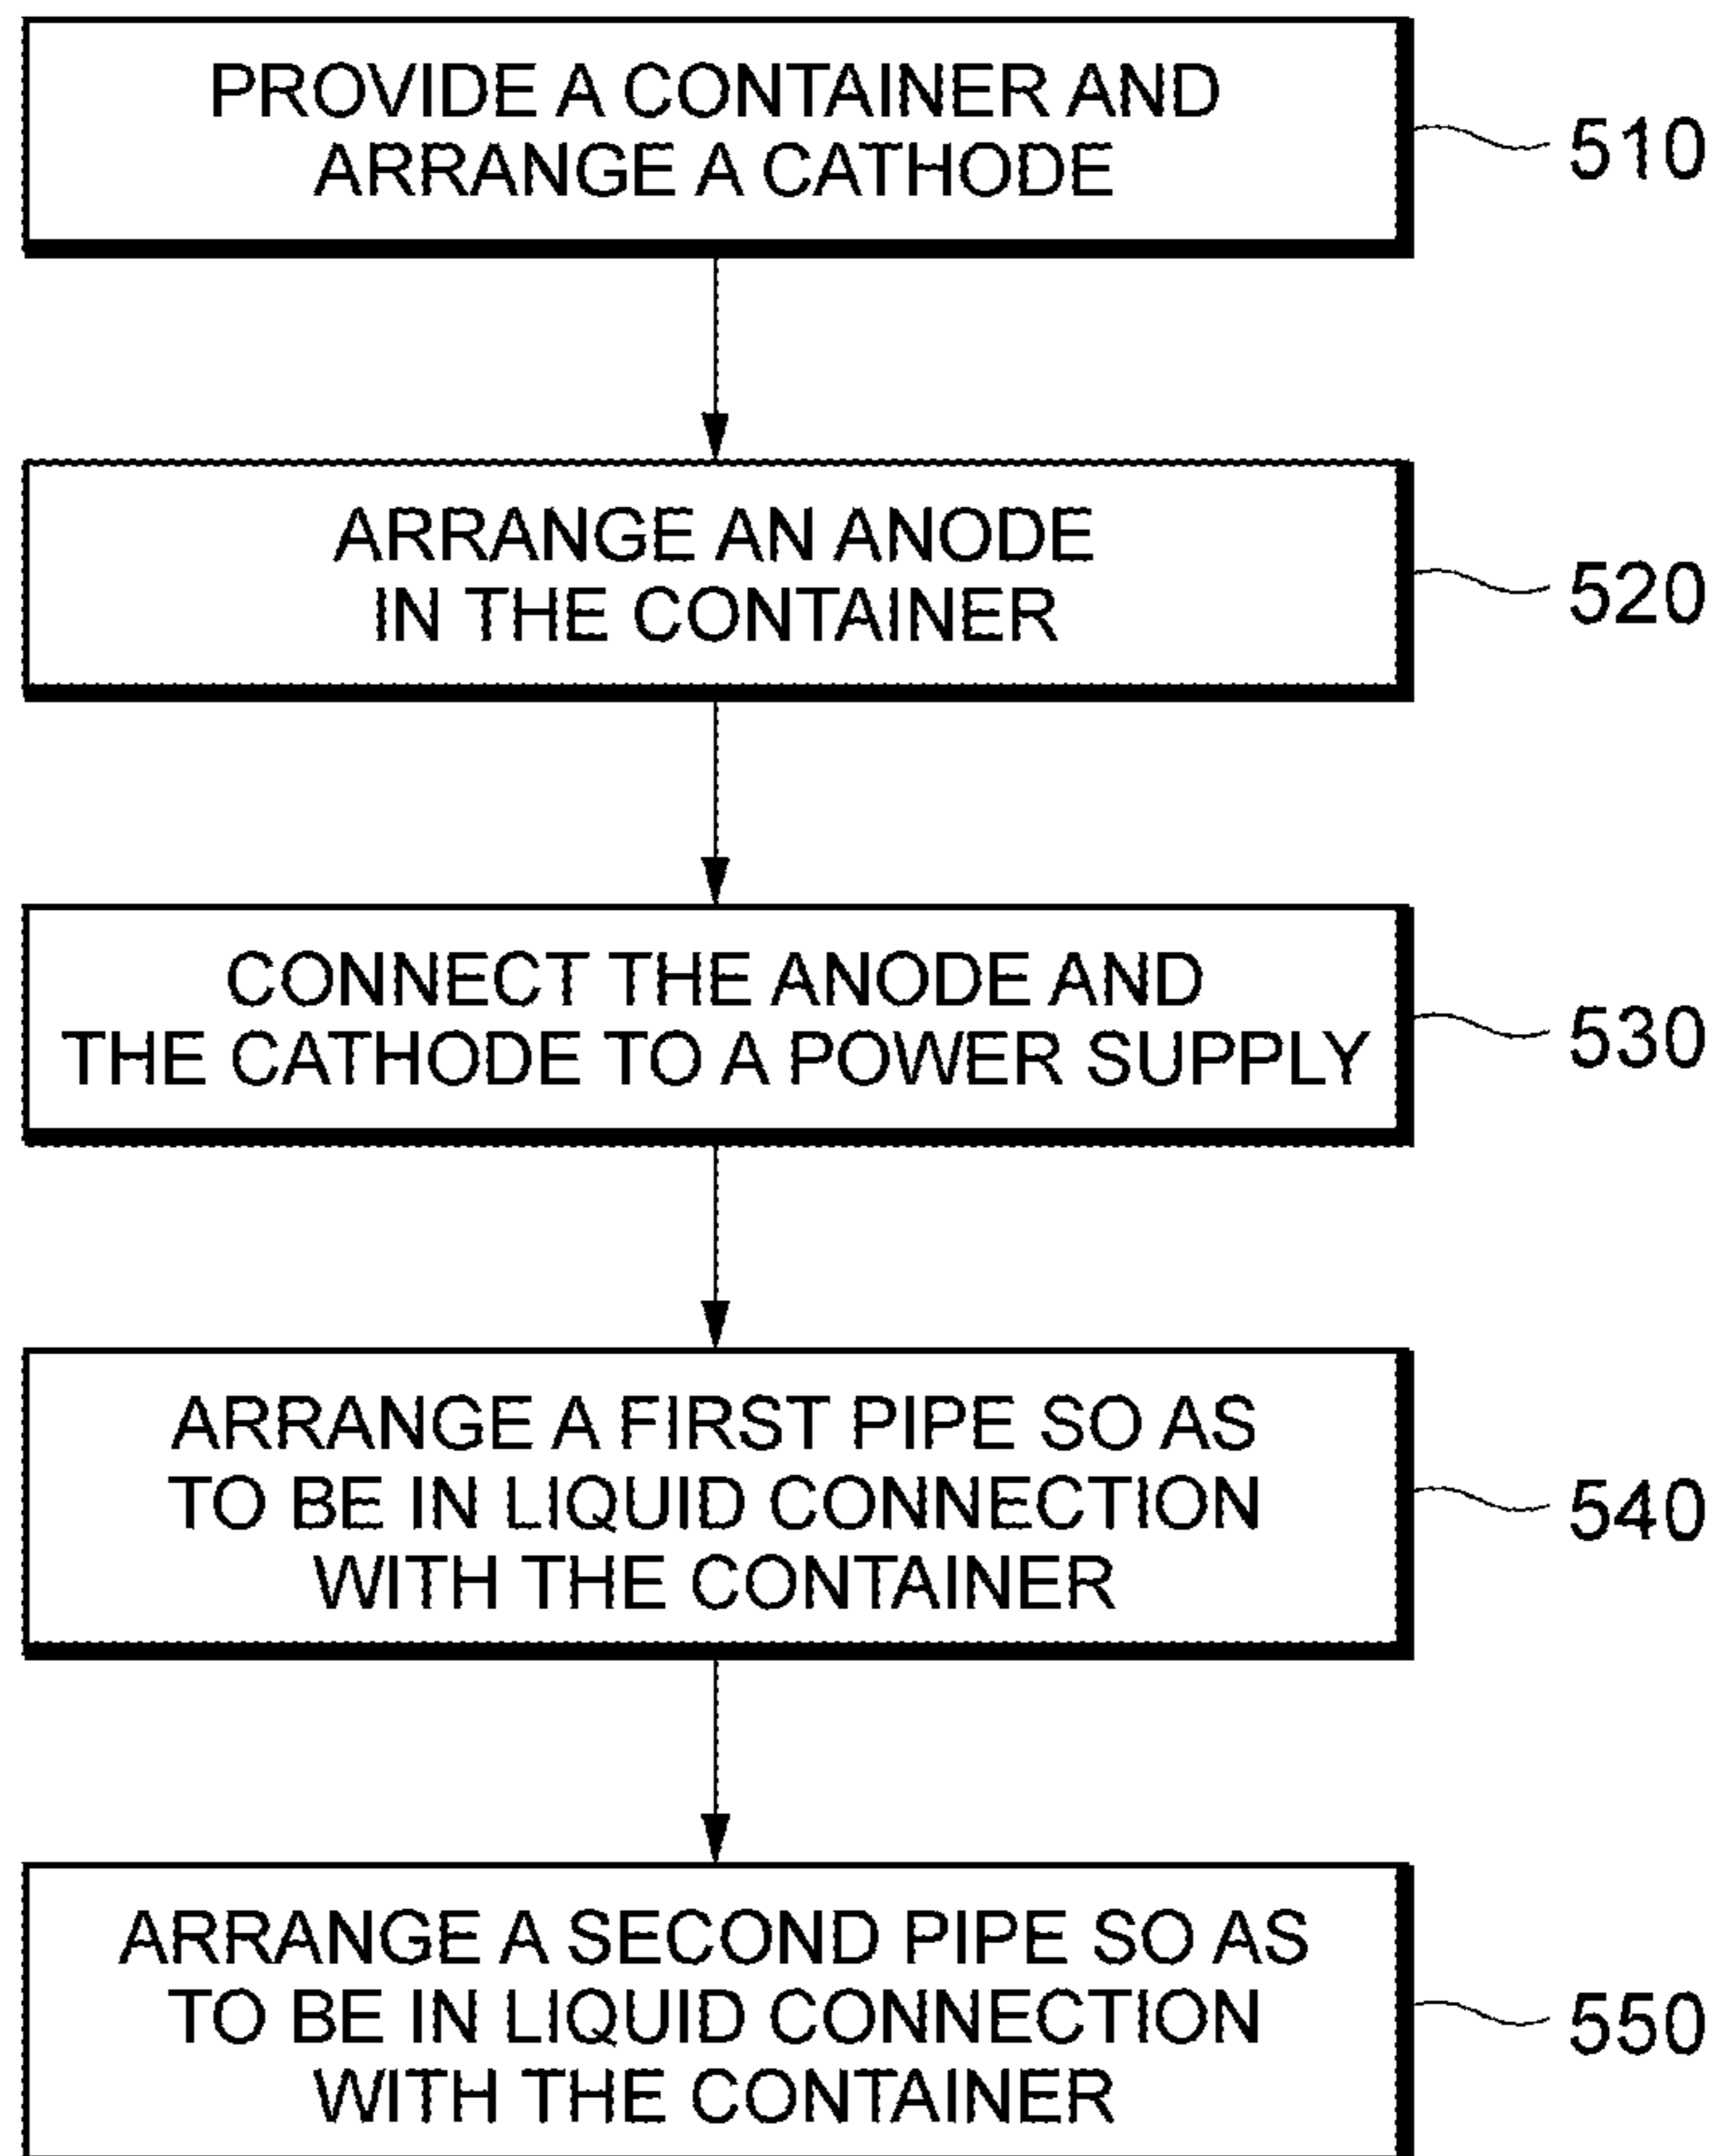 PROVIDE A CONTAINER AND
ARRANGE A CATHODE
510
ARRANGE AN ANODE
IN THE CONTAINER
520
CONNECT THE ANODE AND
THE CATHODE TO A POWER SUPPLY
530
ARRANGE A FIRST PIPE SO AS
TO BE IN LIQUID CONNECTION
WITH THE CONTAINER
540
ARRANGE A SECOND PIPE SO AS
TO BE IN LIQUID CONNECTION
WITH THE CONTAINER
550